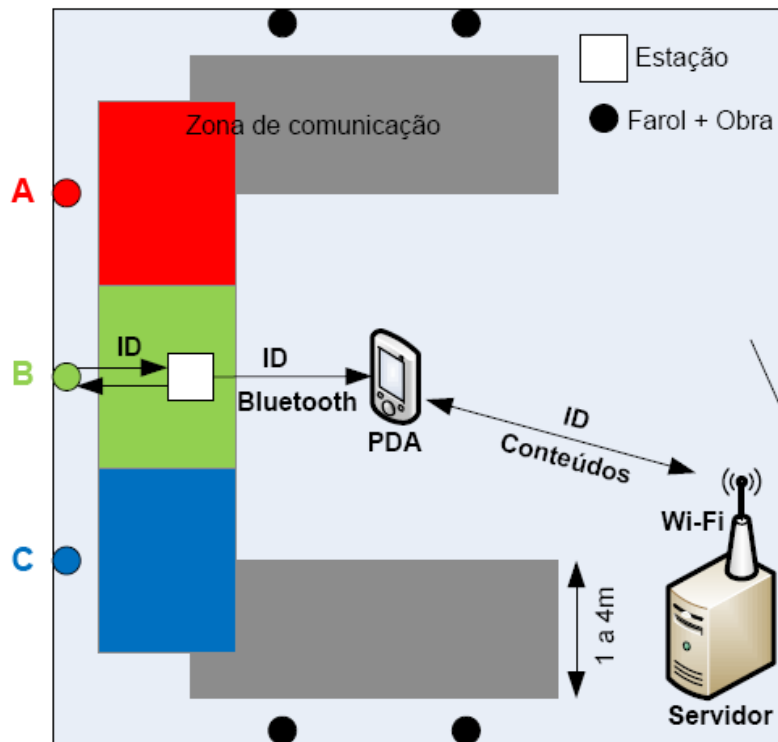 Estação
Farol + Obra
Zona de comunicação
A
B
ID
ID
Bluetooth
PDA
ID
Conteúdos
Wi-Fi
C
1 a 4m
Servidor